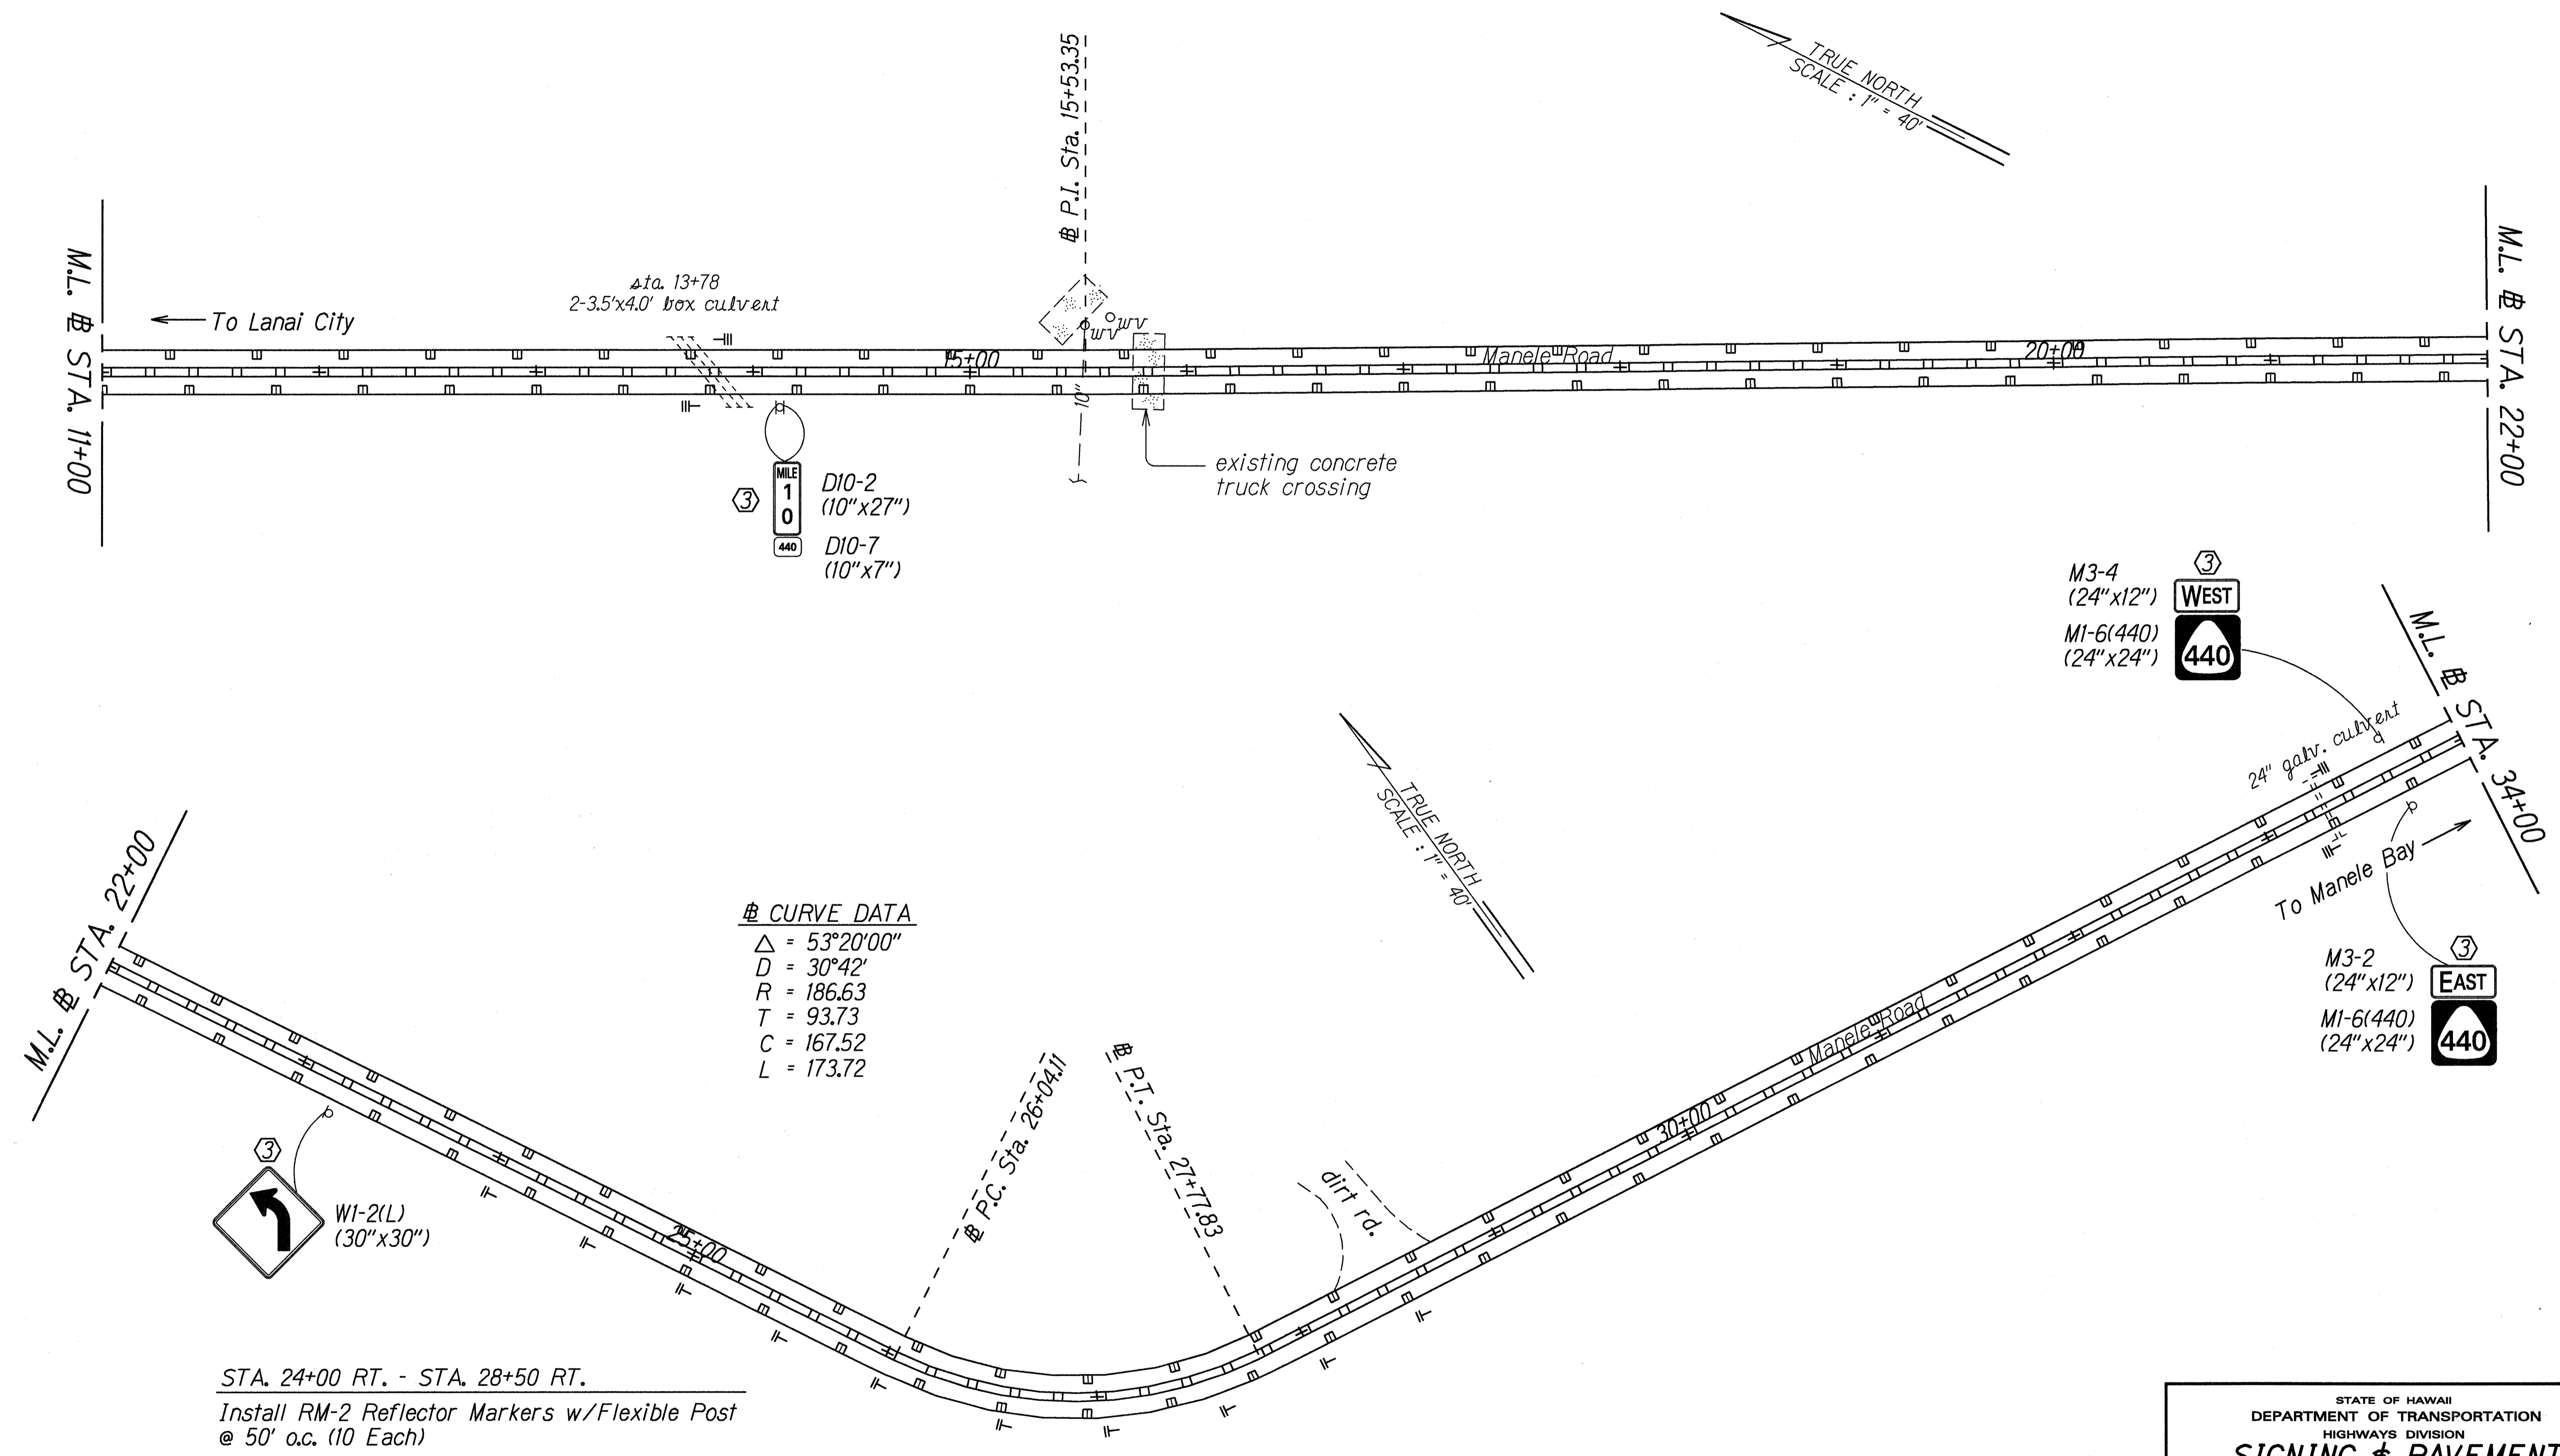 TRUE NORTH
SCALE : 1" = 40'
℄ P.I. Sta. 15+53.35
M.L. ℄ STA. 11+00
To Lanai City
sta. 13+78
2-3.5'x4.0' box culvert
15+00
wv
wv
10"
Manele Road
20+00
M.L. ℄ STA. 22+00
existing concrete
truck crossing
3
MILE
1
0
440
D10-2
(10"x27")
D10-7
(10"x7")
M3-4
(24"x12")
M1-6(440)
(24"x24")
3
WEST
440
M.L. ℄ STA. 34+00
24" galv. culvert
To Manele Bay
M3-2
(24"x12")
M1-6(440)
(24"x24")
3
EAST
440
TRUE NORTH
SCALE : 1" = 40'
M.L. ℄ STA. 22+00
℄ CURVE DATA
△ = 53°20'00"
D = 30°42'
R = 186.63
T = 93.73
C = 167.52
L = 173.72
℄ P.C. Sta. 26+04.11
℄ P.T. Sta. 27+77.83
dirt rd.
30+00
Manele Road
3
W1-2(L)
(30"x30")
25+00
STA. 24+00 RT. - STA. 28+50 RT.
Install RM-2 Reflector Markers w/Flexible Post
@ 50' o.c. (10 Each)
STATE OF HAWAII
DEPARTMENT OF TRANSPORTATION
HIGHWAYS DIVISION
SIGNING & PAVEMENT